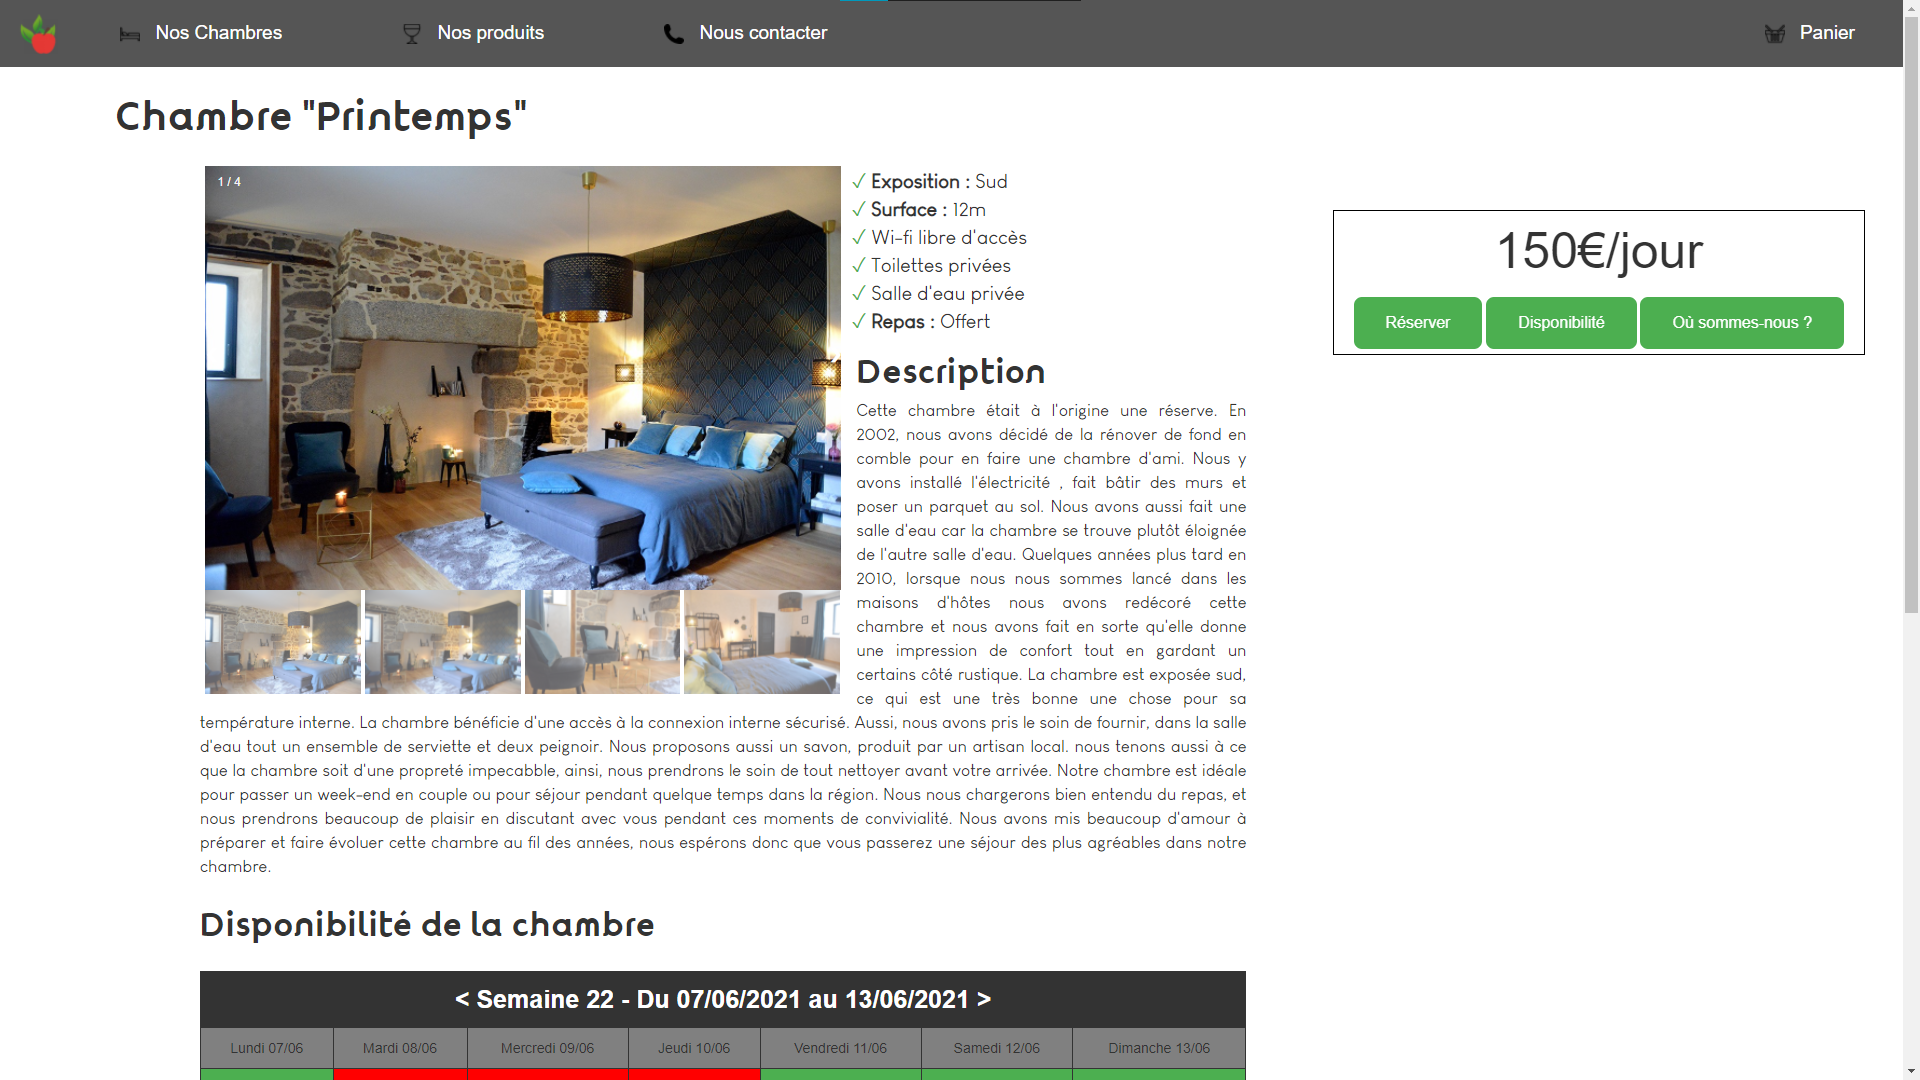 Nos Chambres
Nos produits
Nous contacter
Panier
Chambre "Printemps"
1 / 4
✓ Exposition : Sud
✓ Surface : 12m
✓ Wi-fi libre d'accès
✓ Toilettes privées
✓ Salle d'eau privée
✓ Repas : Offert
150€/jour
Réserver
Disponibilité
Où sommes-nous ?
Description
Cette chambre était à l'origine une réserve. En
2002, nous avons décidé de la rénover de fond en
comble pour en faire une chambre d'ami. Nous y
avons installé l'électricité , fait bâtir des murs et
poser un parquet au sol. Nous avons aussi fait une
salle d'eau car la chambre se trouve plutôt éloignée
de l'autre salle d'eau. Quelques années plus tard en
2010, lorsque nous nous sommes lancé dans les
maisons d'hôtes nous avons redécoré cette
chambre et nous avons fait en sorte qu'elle donne
une impression de confort tout en gardant un
certains côté rustique. La chambre est exposée sud,
ce qui est une très bonne une chose pour sa
température interne. La chambre bénéficie d'une accès à la connexion interne sécurisé. Aussi, nous avons pris le soin de fournir, dans la salle
d'eau tout un ensemble de serviette et deux peignoir. Nous proposons aussi un savon, produit par un artisan local. nous tenons aussi à ce
que la chambre soit d'une propreté impecabble, ainsi, nous prendrons le soin de tout nettoyer avant votre arrivée. Notre chambre est idéale
pour passer un week-end en couple ou pour séjour pendant quelque temps dans la région. Nous nous chargerons bien entendu du repas, et
nous prendrons beaucoup de plaisir en discutant avec vous pendant ces moments de convivialité. Nous avons mis beaucoup d'amour à
préparer et faire évoluer cette chambre au fil des années, nous espérons donc que vous passerez une séjour des plus agréables dans notre
chambre.
Disponibilité de la chambre
< Semaine 22 - Du 07/06/2021 au 13/06/2021 >
Lundi 07/06
Mardi 08/06
Mercredi 09/06
Jeudi 10/06
Vendredi 11/06
Samedi 12/06
Dimanche 13/06